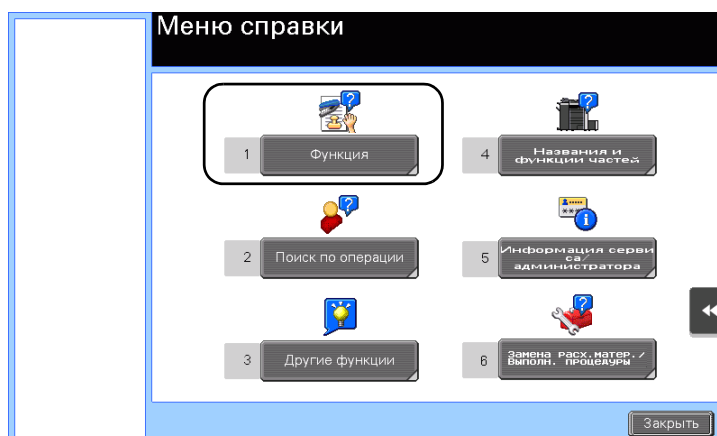 Меню справки
1 Функция
4 Названия и
функции частей
2 Поиск по операции
5 Информация серви
са/
администратора
3 Другие функции
6 Замена расх.матер./
Выполн. процедуры
Закрыть